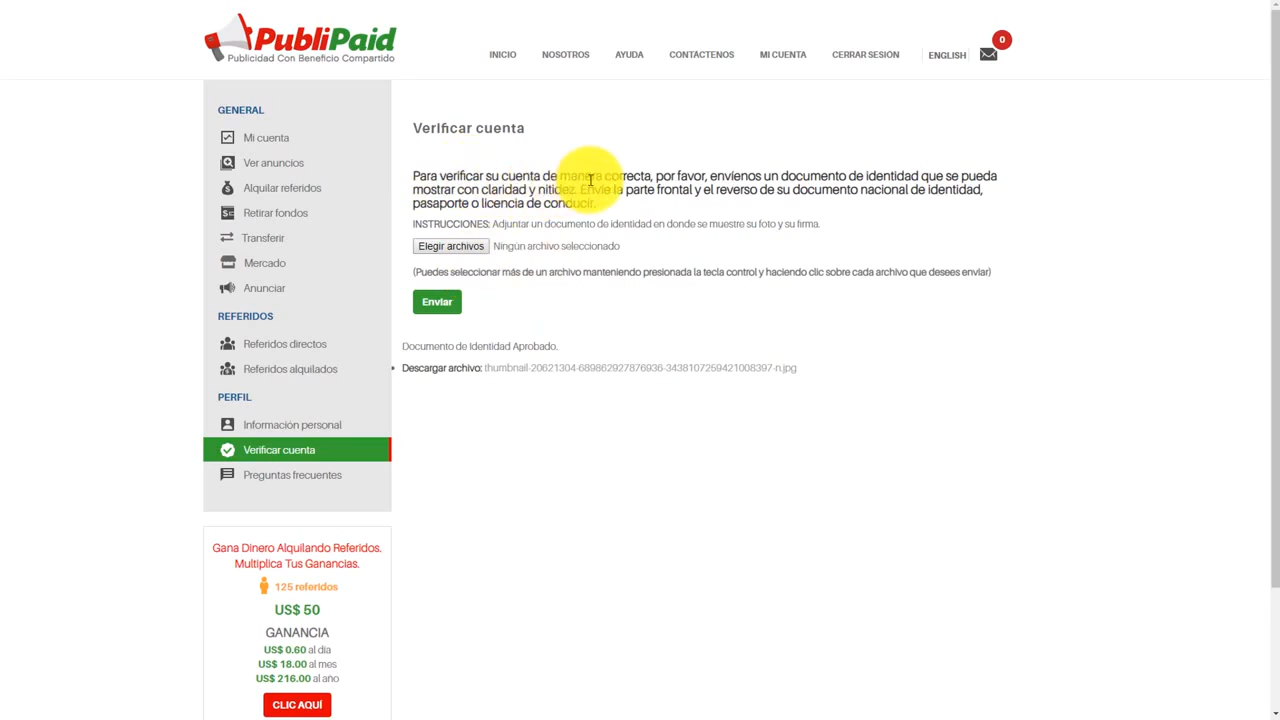 PubliPaid
Publicidad Con Beneficio Compartido
INICIO NOSOTROS AYUDA CONTACTENOS MI CUENTA CERRAR SESIÓN ENGLISH 0
GENERAL
Mi cuenta
Ver anuncios
Alquilar referidos
Retirar fondos
Transferir
Mercado
Anunciar
REFERIDOS
Referidos directos
Referidos alquilados
PERFIL
Información personal
Verificar cuenta
Preguntas frecuentes
Verificar cuenta
Para verificar su cuenta de manera correcta, por favor, envíenos un documento de identidad que se pueda
mostrar con claridad y nitidez. Envíe la parte frontal y el reverso de su documento nacional de identidad,
pasaporte o licencia de conducir.
INSTRUCCIONES: Adjuntar un documento de identidad en donde se muestre su foto y su firma.
Elegir archivos Ningún archivo seleccionado
(Puedes seleccionar más de un archivo manteniendo presionada la tecla control y haciendo clic sobre cada archivo que desees enviar)
Enviar
Documento de Identidad Aprobado.
Descargar archivo: thumbnail-20621304-689862927876936-3438107259421008397-n.jpg
Gana Dinero Alquilando Referidos.
Multiplica Tus Ganancias.
125 referidos
US$ 50
GANANCIA
US$ 0.60 al día
US$ 18.00 al mes
US$ 216.00 al año
CLIC AQUÍ